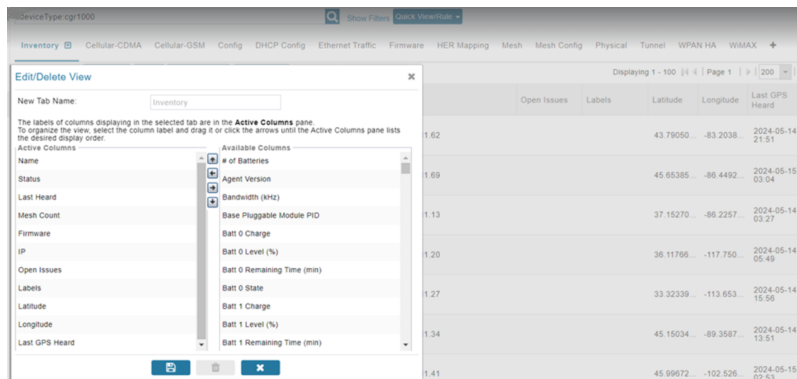 deviceType:cgr1000
Show Filters
Quick View/Rule
Inventory Cellular-CDMA Cellular-GSM Config DHCP Config Ethernet Traffic Firmware HER Mapping Mesh Mesh Config Physical Tunnel WPAN HA WiMAX +
Edit/Delete View
Displaying 1 - 100 Page 1 200
New Tab Name: Inventory
Open Issues Labels Latitude Longitude Last GPS
Heard
The labels of columns displaying in the selected tab are in the Active Columns pane.
To organize the view, select the column label and drag it or click the arrows until the Active Columns pane lists
the desired display order.
Active Columns
Name
Status
Last Heard
Mesh Count
Firmware
IP
Open Issues
Labels
Latitude
Longitude
Last GPS Heard
Available Columns
# of Batteries
Agent Version
Bandwidth (kHz)
Base Pluggable Module PID
Batt 0 Charge
Batt 0 Level (%)
Batt 0 Remaining Time (min)
Batt 0 State
Batt 1 Charge
Batt 1 Level (%)
Batt 1 Remaining Time (min)
1.62 43.79050... -83.2038... 2024-05-14
21:51
1.69 45.65385... -86.4492... 2024-05-15
03:04
1.13 37.15270... -86.2257... 2024-05-14
03:27
1.20 36.11766... -117.750... 2024-05-14
05:49
1.27 33.32339... -113.653... 2024-05-14
15:56
1.34 45.15034... -89.3587... 2024-05-14
13:51
1.41 45.99672... -102.526... 2024-05-15
02:53